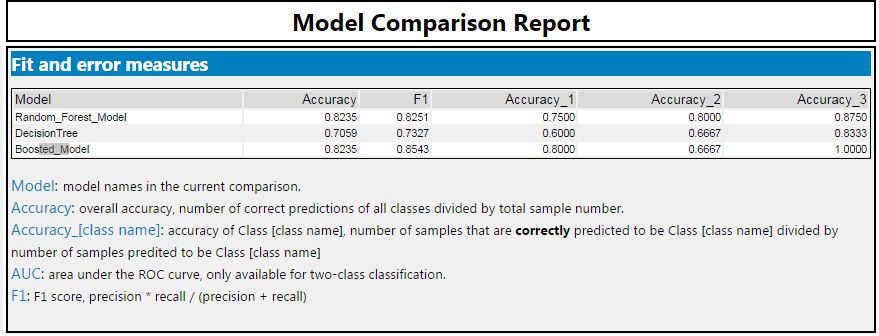 Model Comparison Report
Fit and error measures
Model Accuracy F1 Accuracy_1 Accuracy_2 Accuracy_3
Random_Forest_Model 0.8235 0.8251 0.7500 0.8000 0.8750
DecisionTree 0.7059 0.7327 0.6000 0.6667 0.8333
Boosted_Model 0.8235 0.8543 0.8000 0.6667 1.0000
Model: model names in the current comparison.
Accuracy: overall accuracy, number of correct predictions of all classes divided by total sample number.
Accuracy_[class name]: accuracy of Class [class name], number of samples that are correctly predicted to be Class [class name] divided by
number of samples predited to be Class [class name]
AUC: area under the ROC curve, only available for two-class classification.
F1: F1 score, precision * recall / (precision + recall)